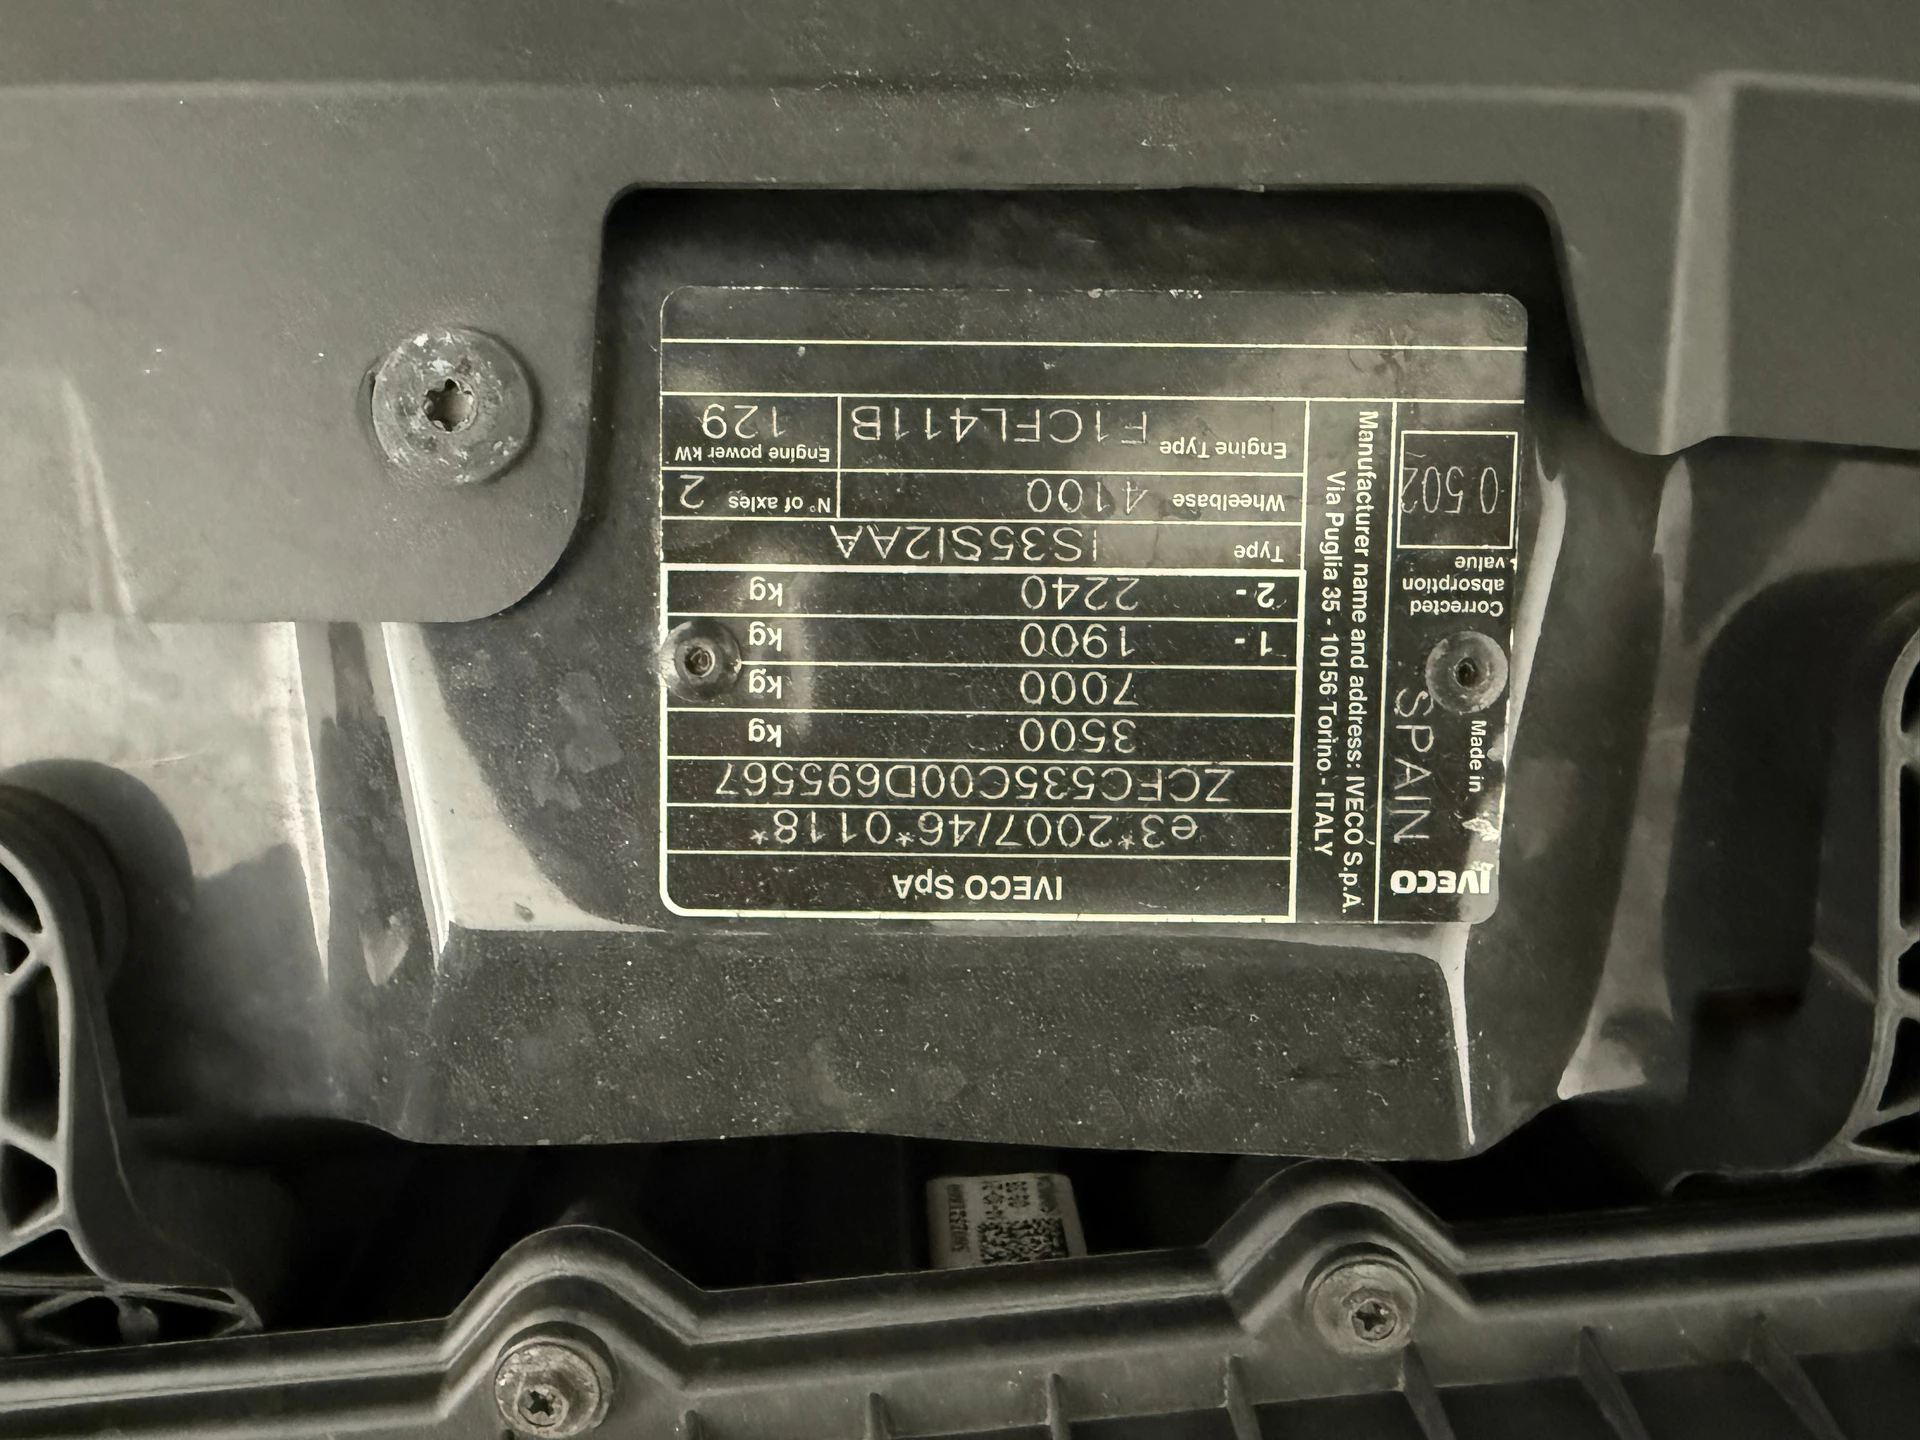 IVECO SpA
e3*2007/46*0118*
ZCFC535C00D695567
3500 kg
7000 kg
1- 1900 kg
2- 2240 kg
Type IS35SI2AA
Wheelbase 4100 N° of axles 2
Engine Type F1CFL411B Engine power kW 129
Manufacturer name and address: IVECO S.p.A.
Via Puglia 35 - 10156 Torino - ITALY
IVECO
Made in
SPAIN
Corrected
absorption
value
0.502